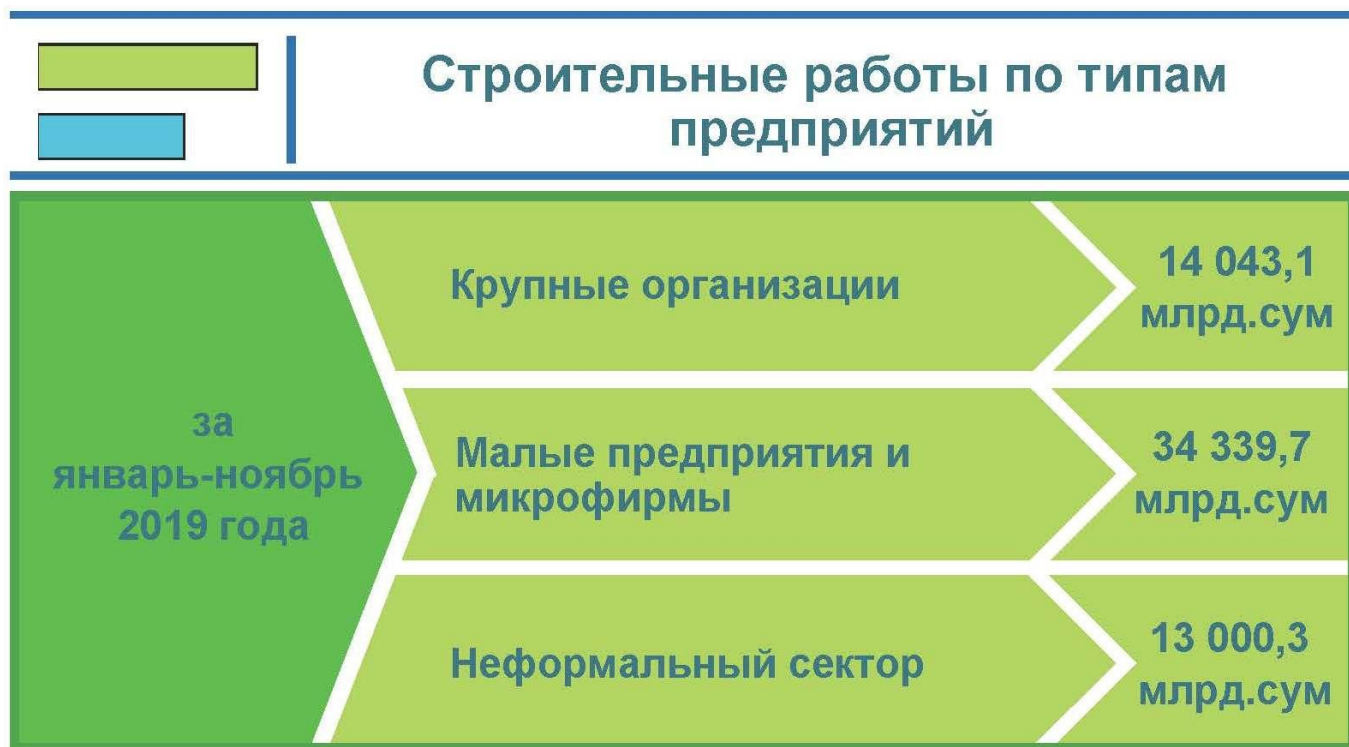 Строительные работы по типам
предприятий
за
январь-ноябрь
2019 года
Крупные организации
14 043,1
млрд.сум
Малые предприятия и
микрофирмы
34 339,7
млрд.сум
Неформальный сектор
13 000,3
млрд.сум